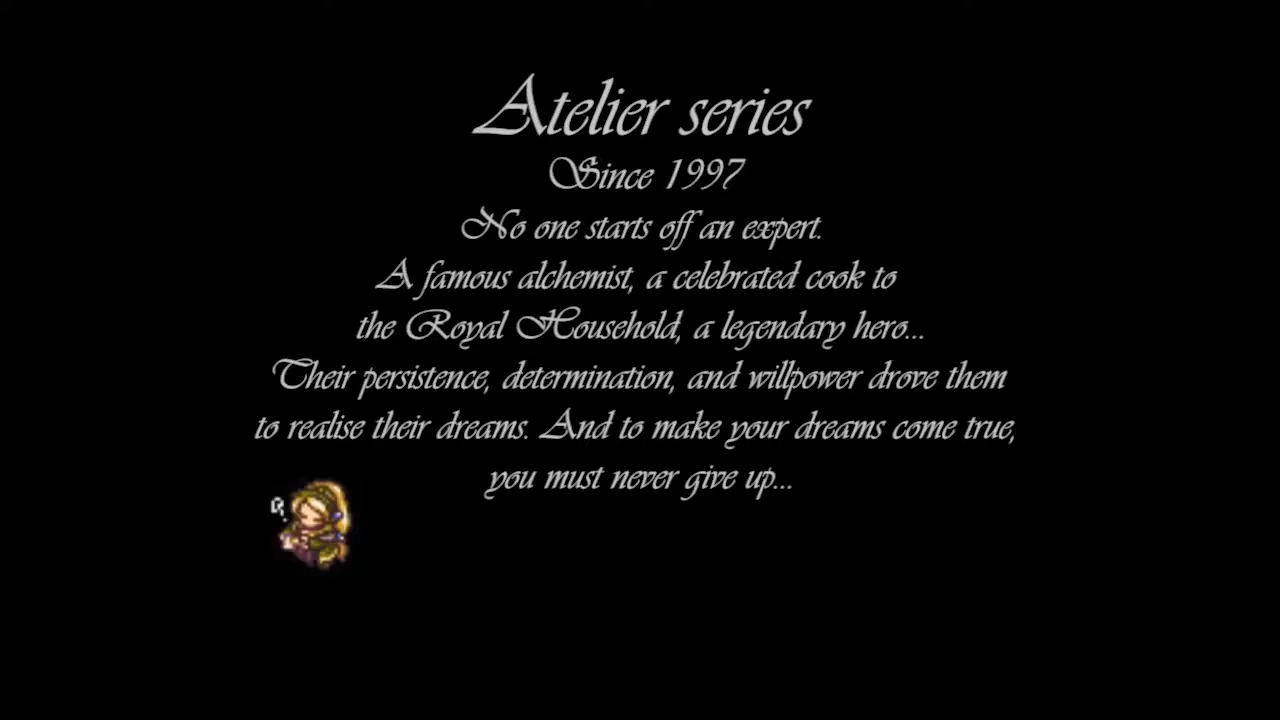 Atelier series
Since 1997
No one starts off an expert.
A famous alchemist, a celebrated cook to
the Royal Household, a legendary hero...
Their persistence, determination, and willpower drove them
to realise their dreams. And to make your dreams come true,
you must never give up...